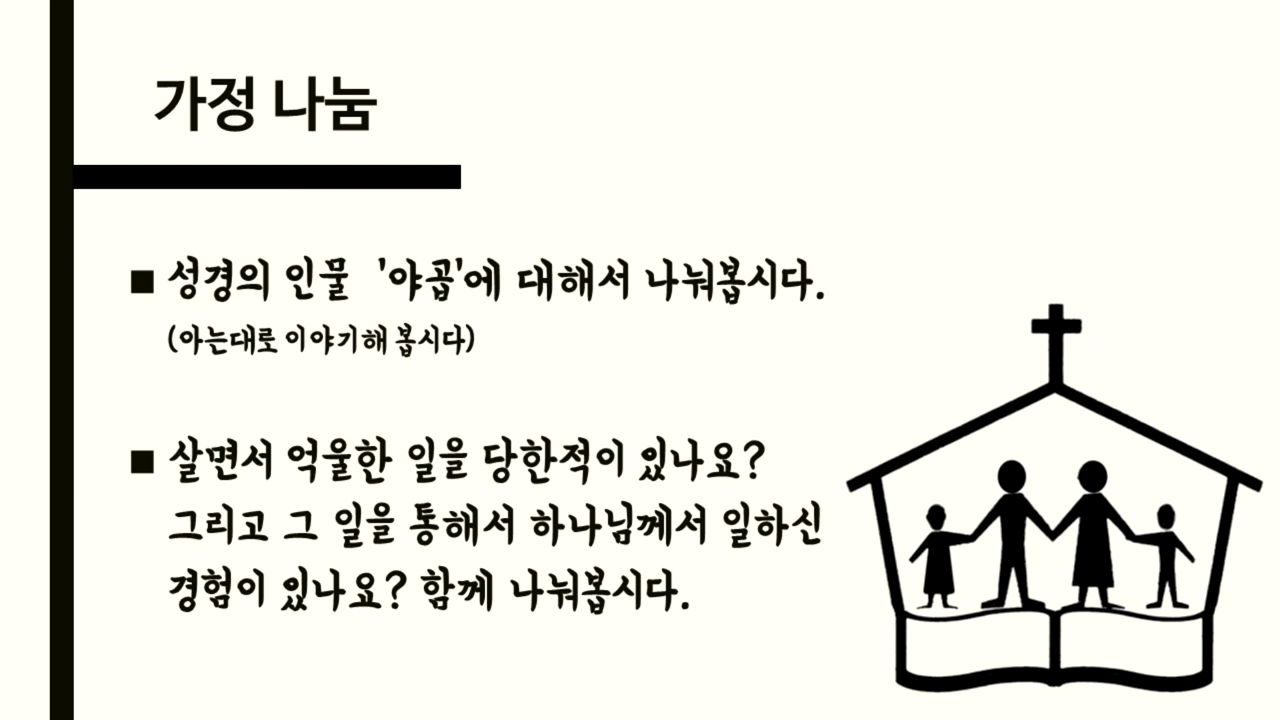 가정 나눔
■ 성경의 인물 '야곱'에 대해서 나눠봅시다.
(아는대로 이야기해 봅시다)
■ 살면서 억울한 일을 당한적이 있나요?
그리고 그 일을 통해서 하나님께서 일하신
경험이 있나요? 함께 나눠봅시다.